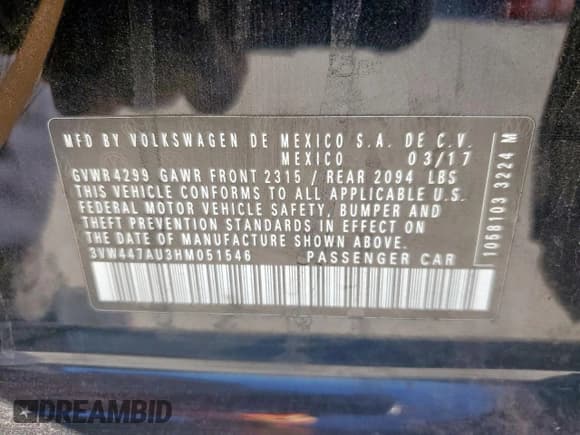 MFD BY VOLKSWAGEN DE MEXICO S.A. DE C.V.
MEXICO 03/17
GVWR 4299 GAWR FRONT 2315 / REAR 2094 LBS
THIS VEHICLE CONFORMS TO ALL APPLICABLE U.S.
FEDERAL MOTOR VEHICLE SAFETY, BUMPER AND
THEFT PREVENTION STANDARDS IN EFFECT ON
THE DATE OF MANUFACTURE SHOWN ABOVE.
3VW447AU3HM051546 PASSENGER CAR
1058103 3224 M
DREAMBID